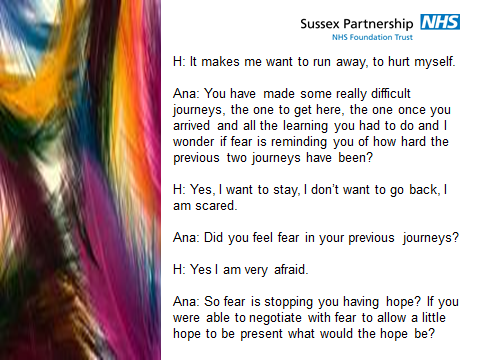 Sussex Partnership NHS
NHS Foundation Trust
H: It makes me want to run away, to hurt myself.
Ana: You have made some really difficult
journeys, the one to get here, the one once you
arrived and all the learning you had to do and I
wonder if fear is reminding you of how hard the
previous two journeys have been?
H: Yes, I want to stay, I don't want to go back, I
am scared.
Ana: Did you feel fear in your previous journeys?
H: Yes I am very afraid.
Ana: So fear is stopping you having hope? If you
were able to negotiate with fear to allow a little
hope to be present what would the hope be?